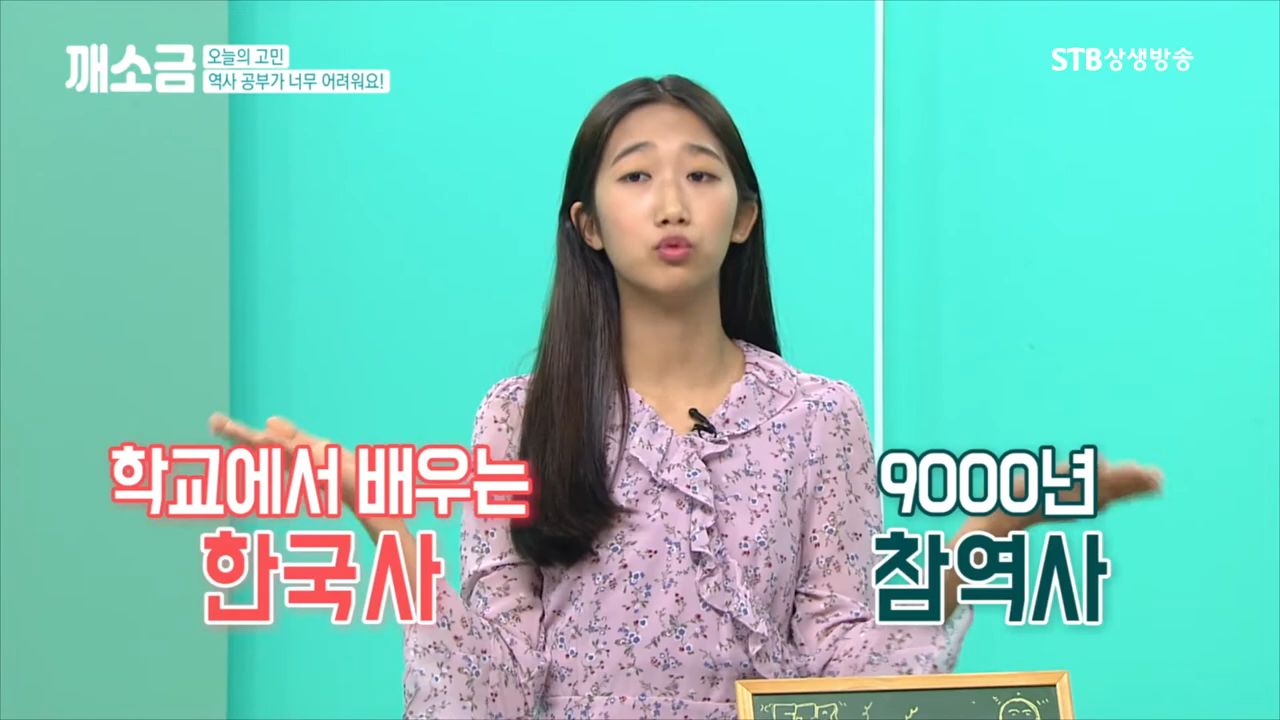 깨소금
오늘의 고민
역사 공부가 너무 어려워요!
STB상생방송
학교에서 배우는
한국사
9000년
참역사